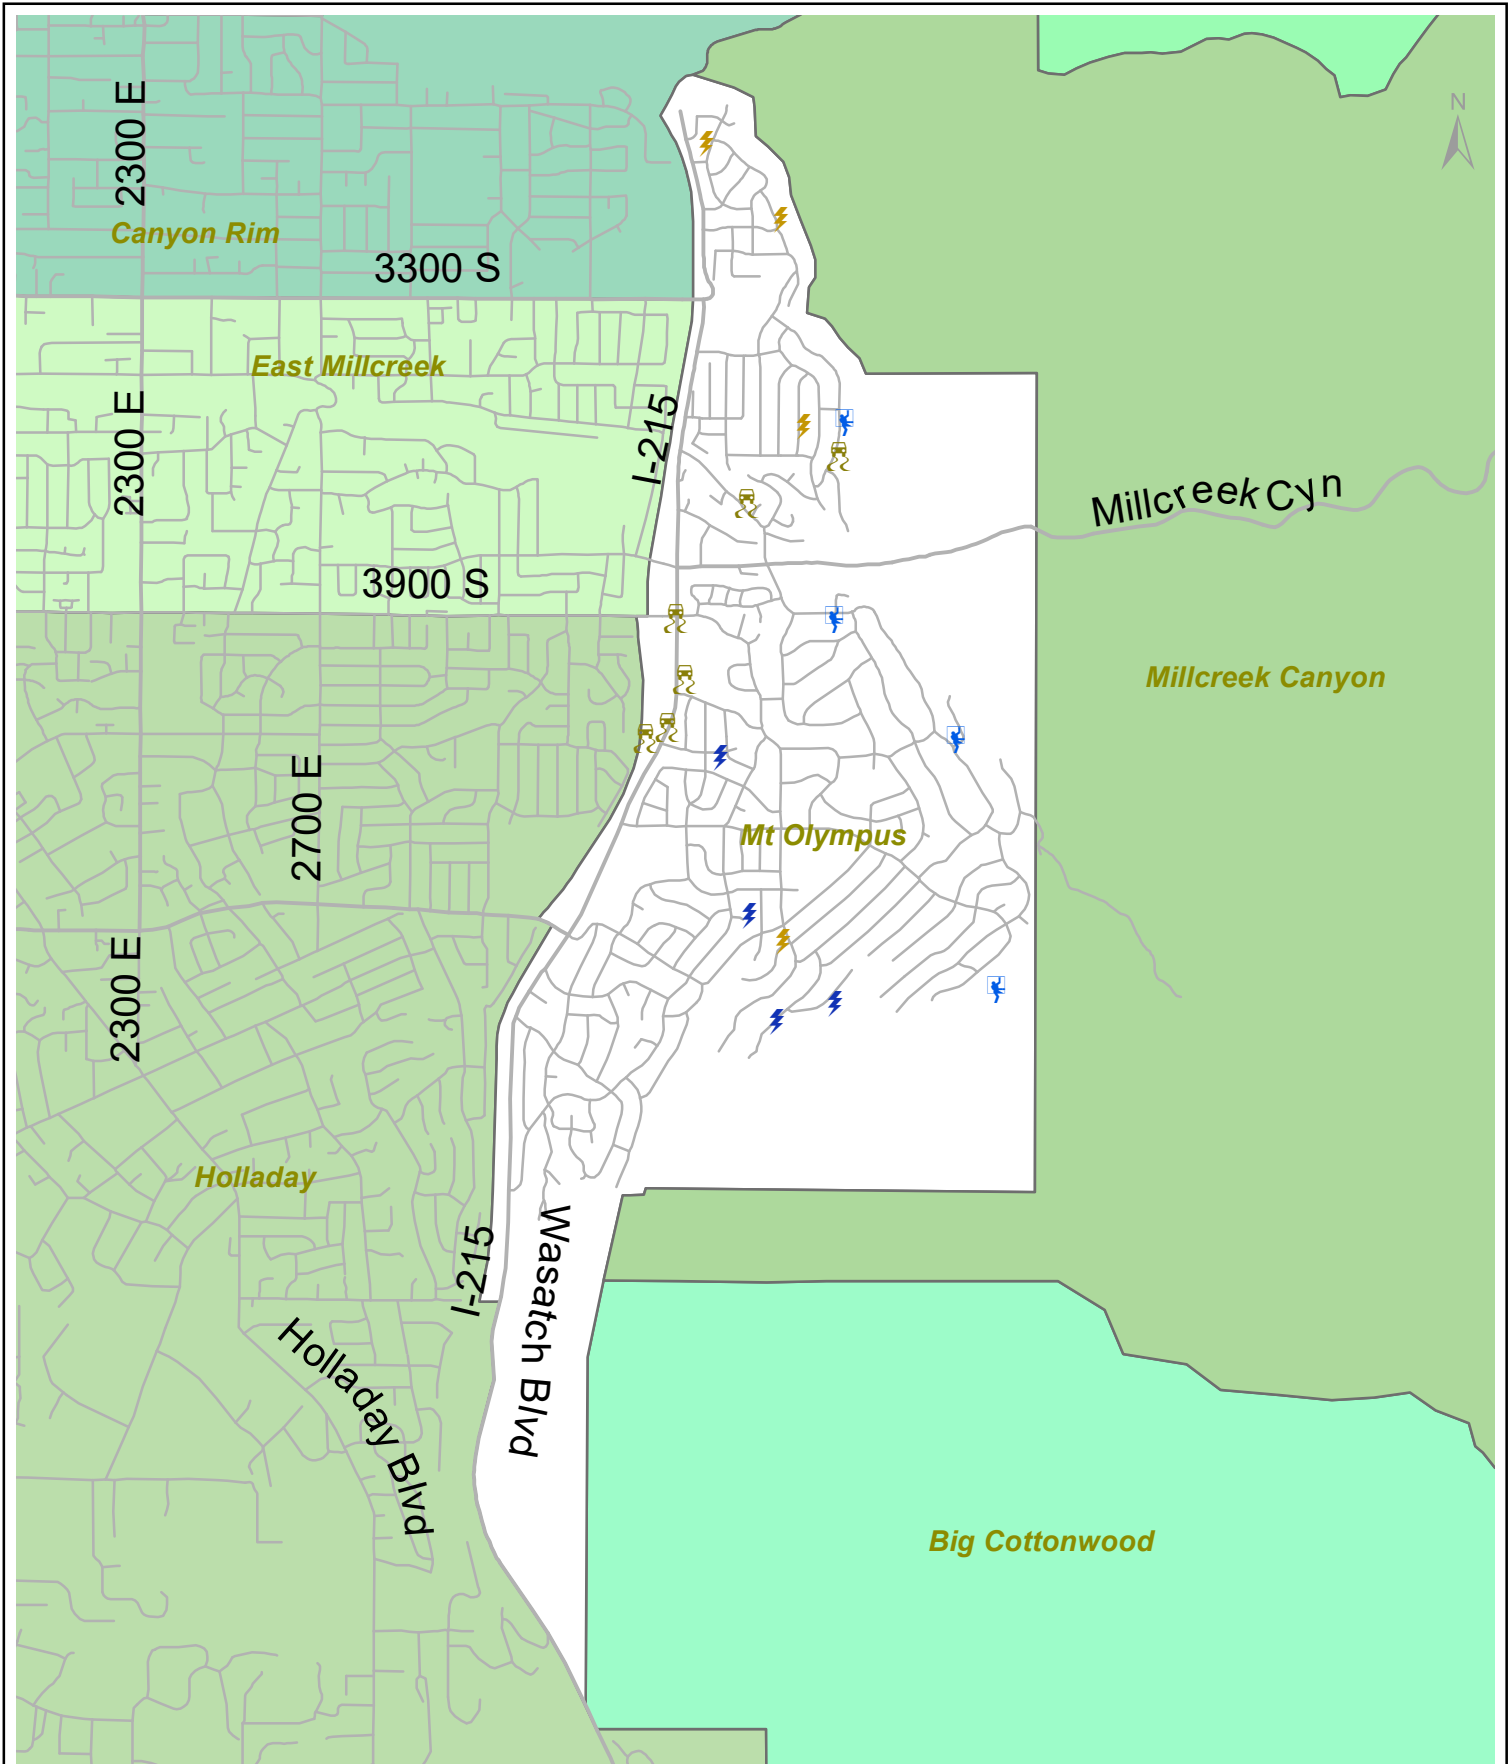 N
2300 E
Canyon Rim
3300 S
East Millcreek
2300 E
I-215
Millcreek Cyn
3900 S
Millcreek Canyon
2700 E
Mt Olympus
2300 E
Holladay
I-215
Wasatch Blvd
Holladay Blvd
Big Cottonwood